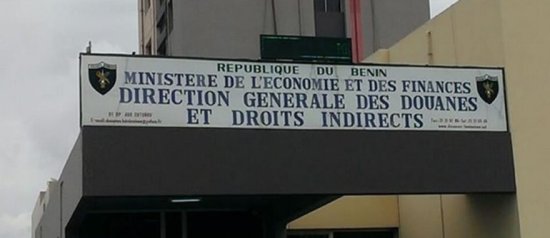 REPUBLIQUE DU BENIN
MINISTERE DE L'ECONOMIE ET DES FINANCES
DIRECTION GENERALE DES DOUANES
ET DROITS INDIRECTS